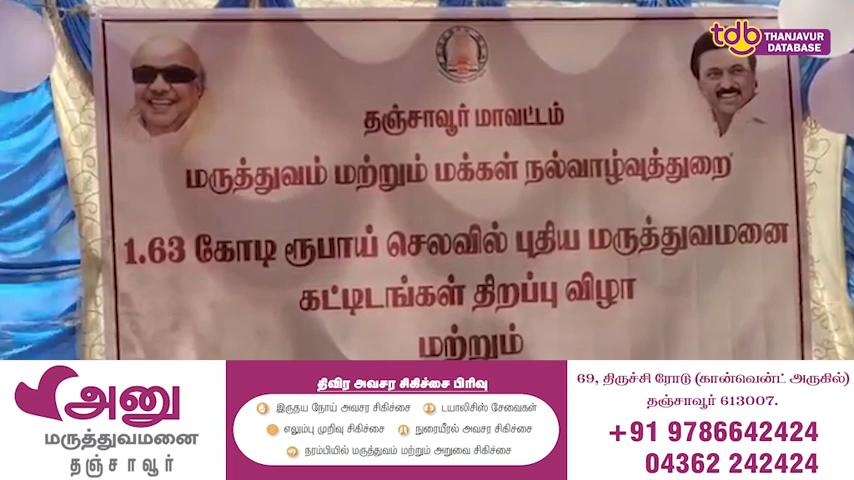 tdb THANJAVUR
DATABASE
தஞ்சாவூர் மாவட்டம்
மருத்துவம் மற்றும் மக்கள் நல்வாழ்வுத்துறை
1.63 கோடி ரூபாய் செலவில் புதிய மருத்துவமனை
கட்டிடங்கள் திறப்பு விழா
மற்றும்
அனு
மருத்துவமனை
தஞ்சாவூர்
தீவிர அவசர சிகிச்சை பிரிவு
இருதய நோய் அவசர சிகிச்சை
டயாலிசிஸ் சேவைகள்
எலும்பு முறிவு சிகிச்சை
நுரையீரல் அவசர சிகிச்சை
நரம்பியில் மருத்துவம் மற்றும் அறுவை சிகிச்சை
69, திருச்சி ரோடு (கான்வென்ட் அருகில்)
தஞ்சாவூர் 613007.
+91 9786642424
04362 242424